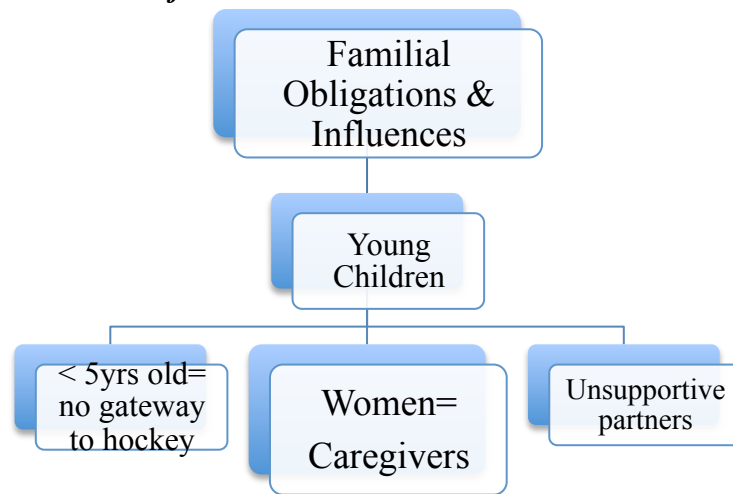 Familial
Obligations &
Influences
Young
Children
< 5yrs old=
no gateway
to hockey
Women=
Caregivers
Unsupportive
partners